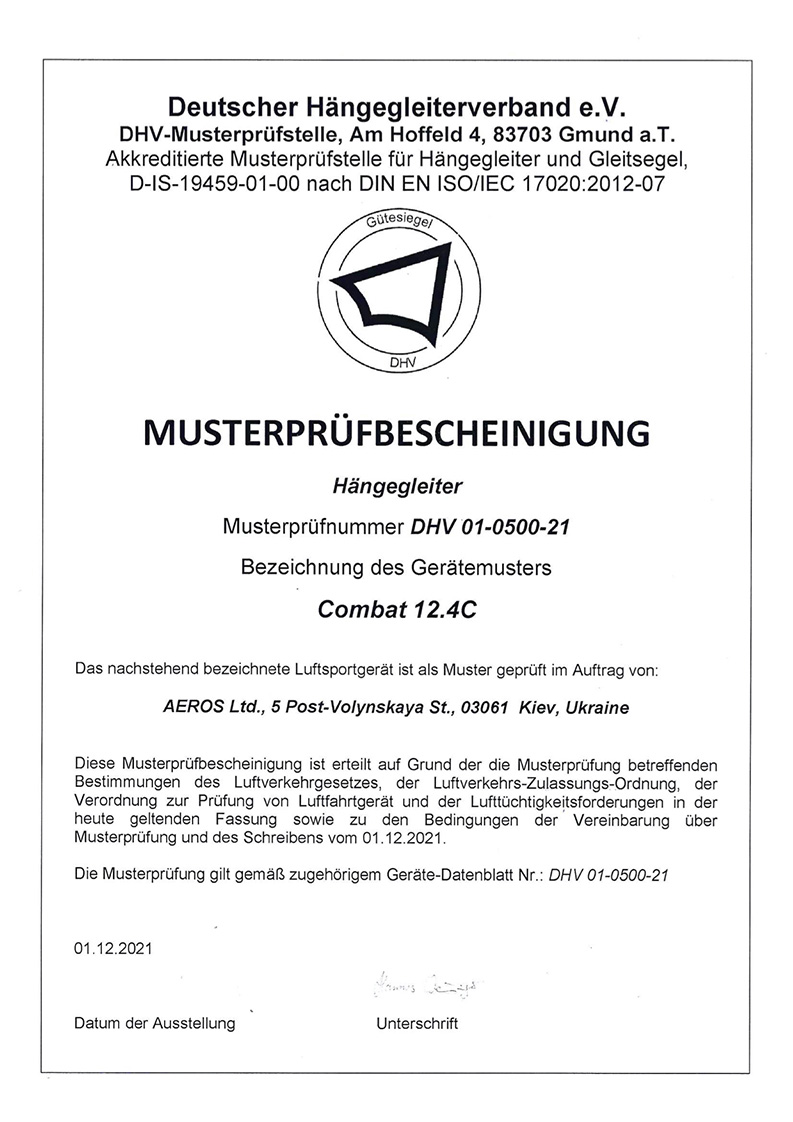 Deutscher Hängegleiterverband e.V.
DHV-Musterprüfstelle, Am Hoffeld 4, 83703 Gmund a.T.
Akkreditierte Musterprüfstelle für Hängegleiter und Gleitsegel,
D-IS-19459-01-00 nach DIN EN ISO/IEC 17020:2012-07
Gütesiegel
DHV
MUSTERPRÜFBESCHEINIGUNG
Hängegleiter
Musterprüfnummer DHV 01-0500-21
Bezeichnung des Gerätemusters
Combat 12.4C
Das nachstehend bezeichnete Luftsportgerät ist als Muster geprüft im Auftrag von:
AEROS Ltd., 5 Post-Volynskaya St., 03061 Kiev, Ukraine
Diese Musterprüfbescheinigung ist erteilt auf Grund der die Musterprüfung betreffenden
Bestimmungen des Luftverkehrgesetzes, der Luftverkehrs-Zulassungs-Ordnung, der
Verordnung zur Prüfung von Luftfahrtgerät und der Lufttüchtigkeitsforderungen in der
heute geltenden Fassung sowie zu den Bedingungen der Vereinbarung über
Musterprüfung und des Schreibens vom 01.12.2021.
Die Musterprüfung gilt gemäß zugehörigem Geräte-Datenblatt Nr.: DHV 01-0500-21
01.12.2021
Datum der Ausstellung
Unterschrift